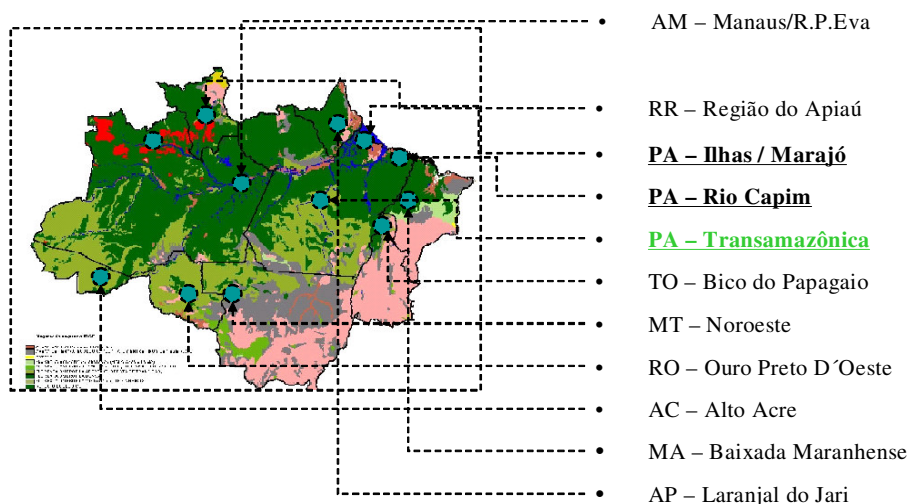 • AM – Manaus/R.P.Eva
• RR – Região do Apiaú
• PA – Ilhas / Marajó
• PA – Rio Capim
• PA – Transamazônica
• TO – Bico do Papagaio
• MT – Noroeste
• RO – Ouro Preto D´Oeste
• AC – Alto Acre
• MA – Baixada Maranhense
• AP – Laranjal do Jari